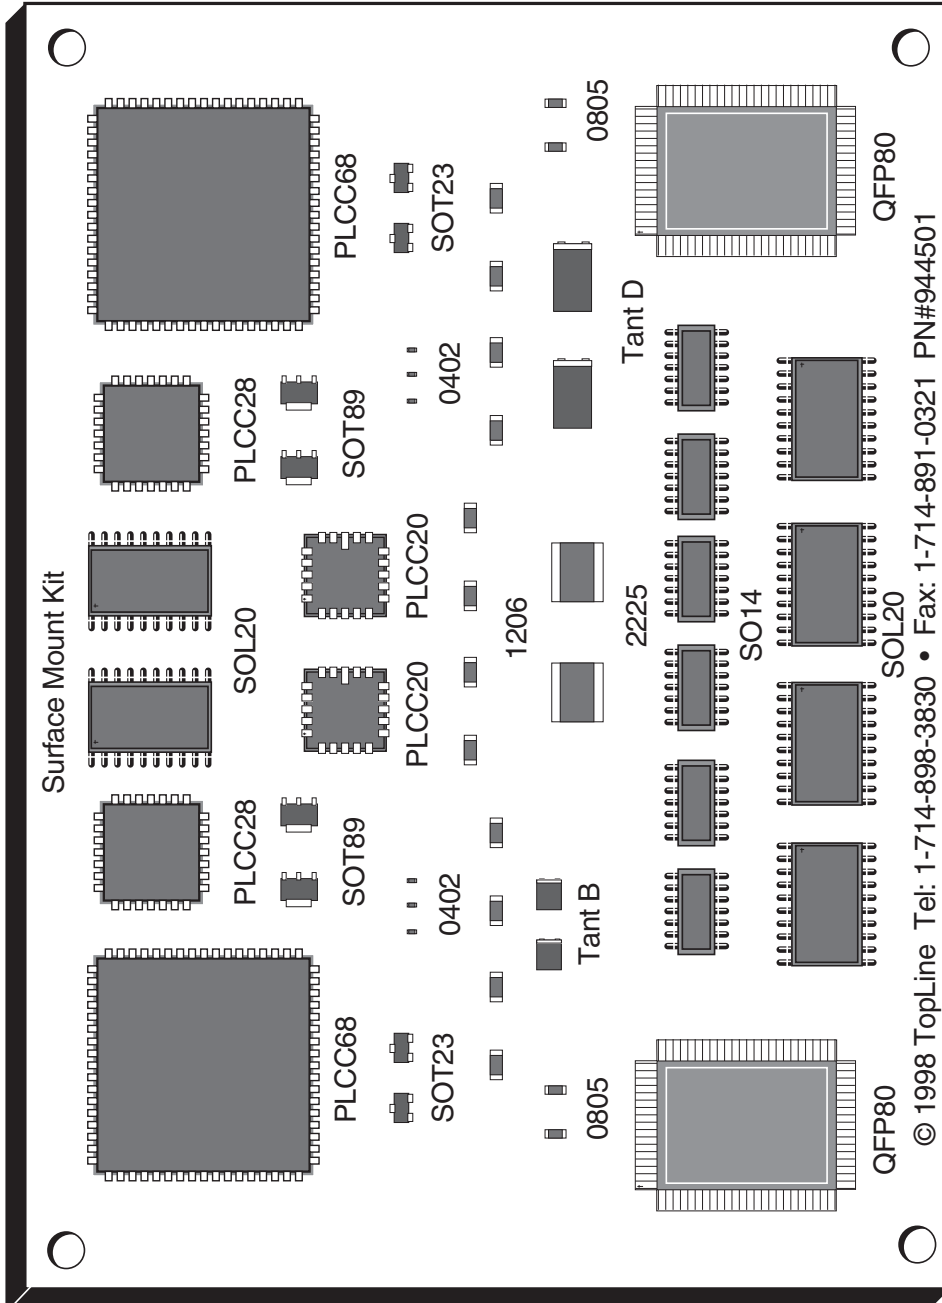 Surface Mount Kit
PLCC28
SOL20
PLCC28
PLCC68
SOT89
SOT89
PLCC68
PLCC20
PLCC20
SOT23
0402
0402
SOT23
1206
0805
Tant B
0805
2225
Tant D
SO14
QFP80
SOL20
QFP80
© 1998 TopLine Tel: 1-714-898-3830 • Fax: 1-714-891-0321 PN#944501